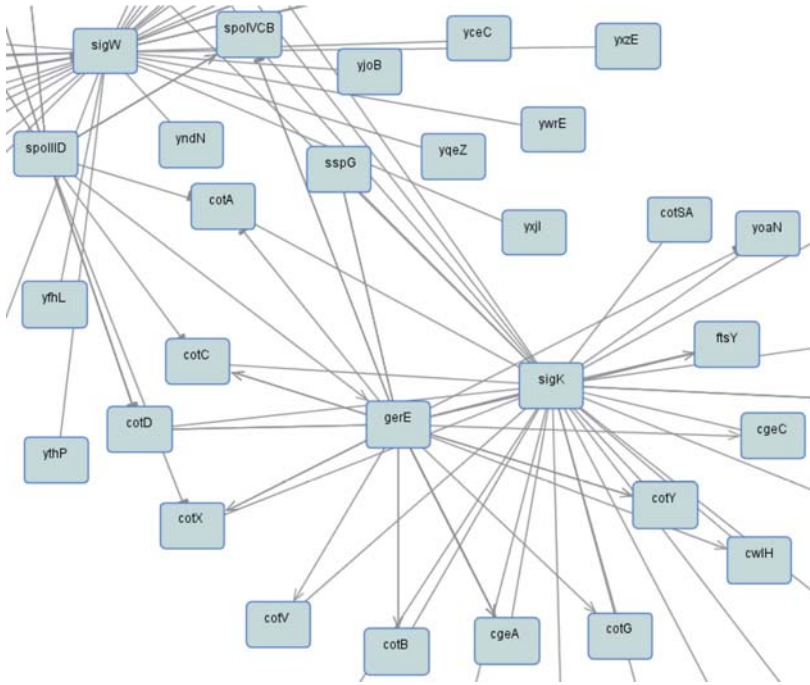 spoIVCB
yceC
yxzE
sigW
yjoB
ywrE
yndN
spoIIID
yqeZ
sspG
cotA
cotSA
yxjI
yoaN
yfhL
ftsY
cotC
sigK
gerE
cotD
cgeC
ythP
cotY
cotX
cwlH
cotV
cgeA
cotG
cotB